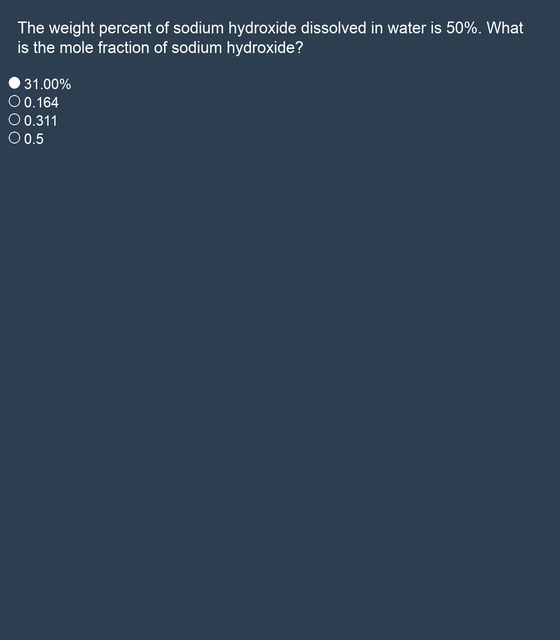 The weight percent of sodium hydroxide dissolved in water is 50%. What
is the mole fraction of sodium hydroxide?
31.00%
0.164
0.311
0.5